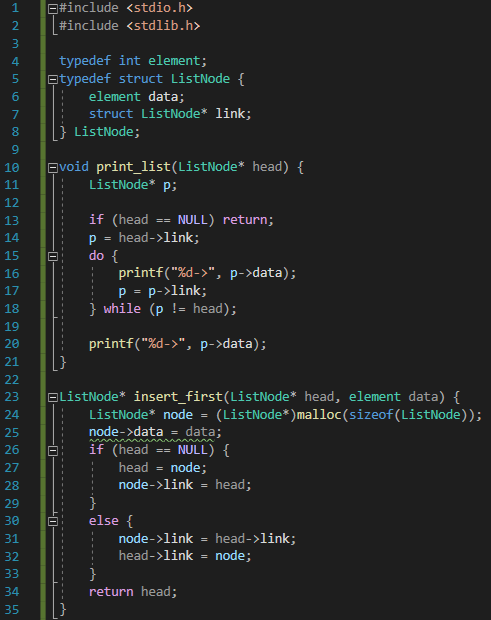 1 #include <stdio.h>
2 #include <stdlib.h>
3
4 typedef int element;
5 typedef struct ListNode {
6     element data;
7     struct ListNode* link;
8 } ListNode;
9
10 void print_list(ListNode* head) {
11     ListNode* p;
12
13     if (head == NULL) return;
14     p = head->link;
15     do {
16         printf("%d->", p->data);
17         p = p->link;
18     } while (p != head);
19
20     printf("%d->", p->data);
21 }
22
23 ListNode* insert_first(ListNode* head, element data) {
24     ListNode* node = (ListNode*)malloc(sizeof(ListNode));
25     node->data = data;
26     if (head == NULL) {
27         head = node;
28         node->link = head;
29     }
30     else {
31         node->link = head->link;
32         head->link = node;
33     }
34     return head;
35 }